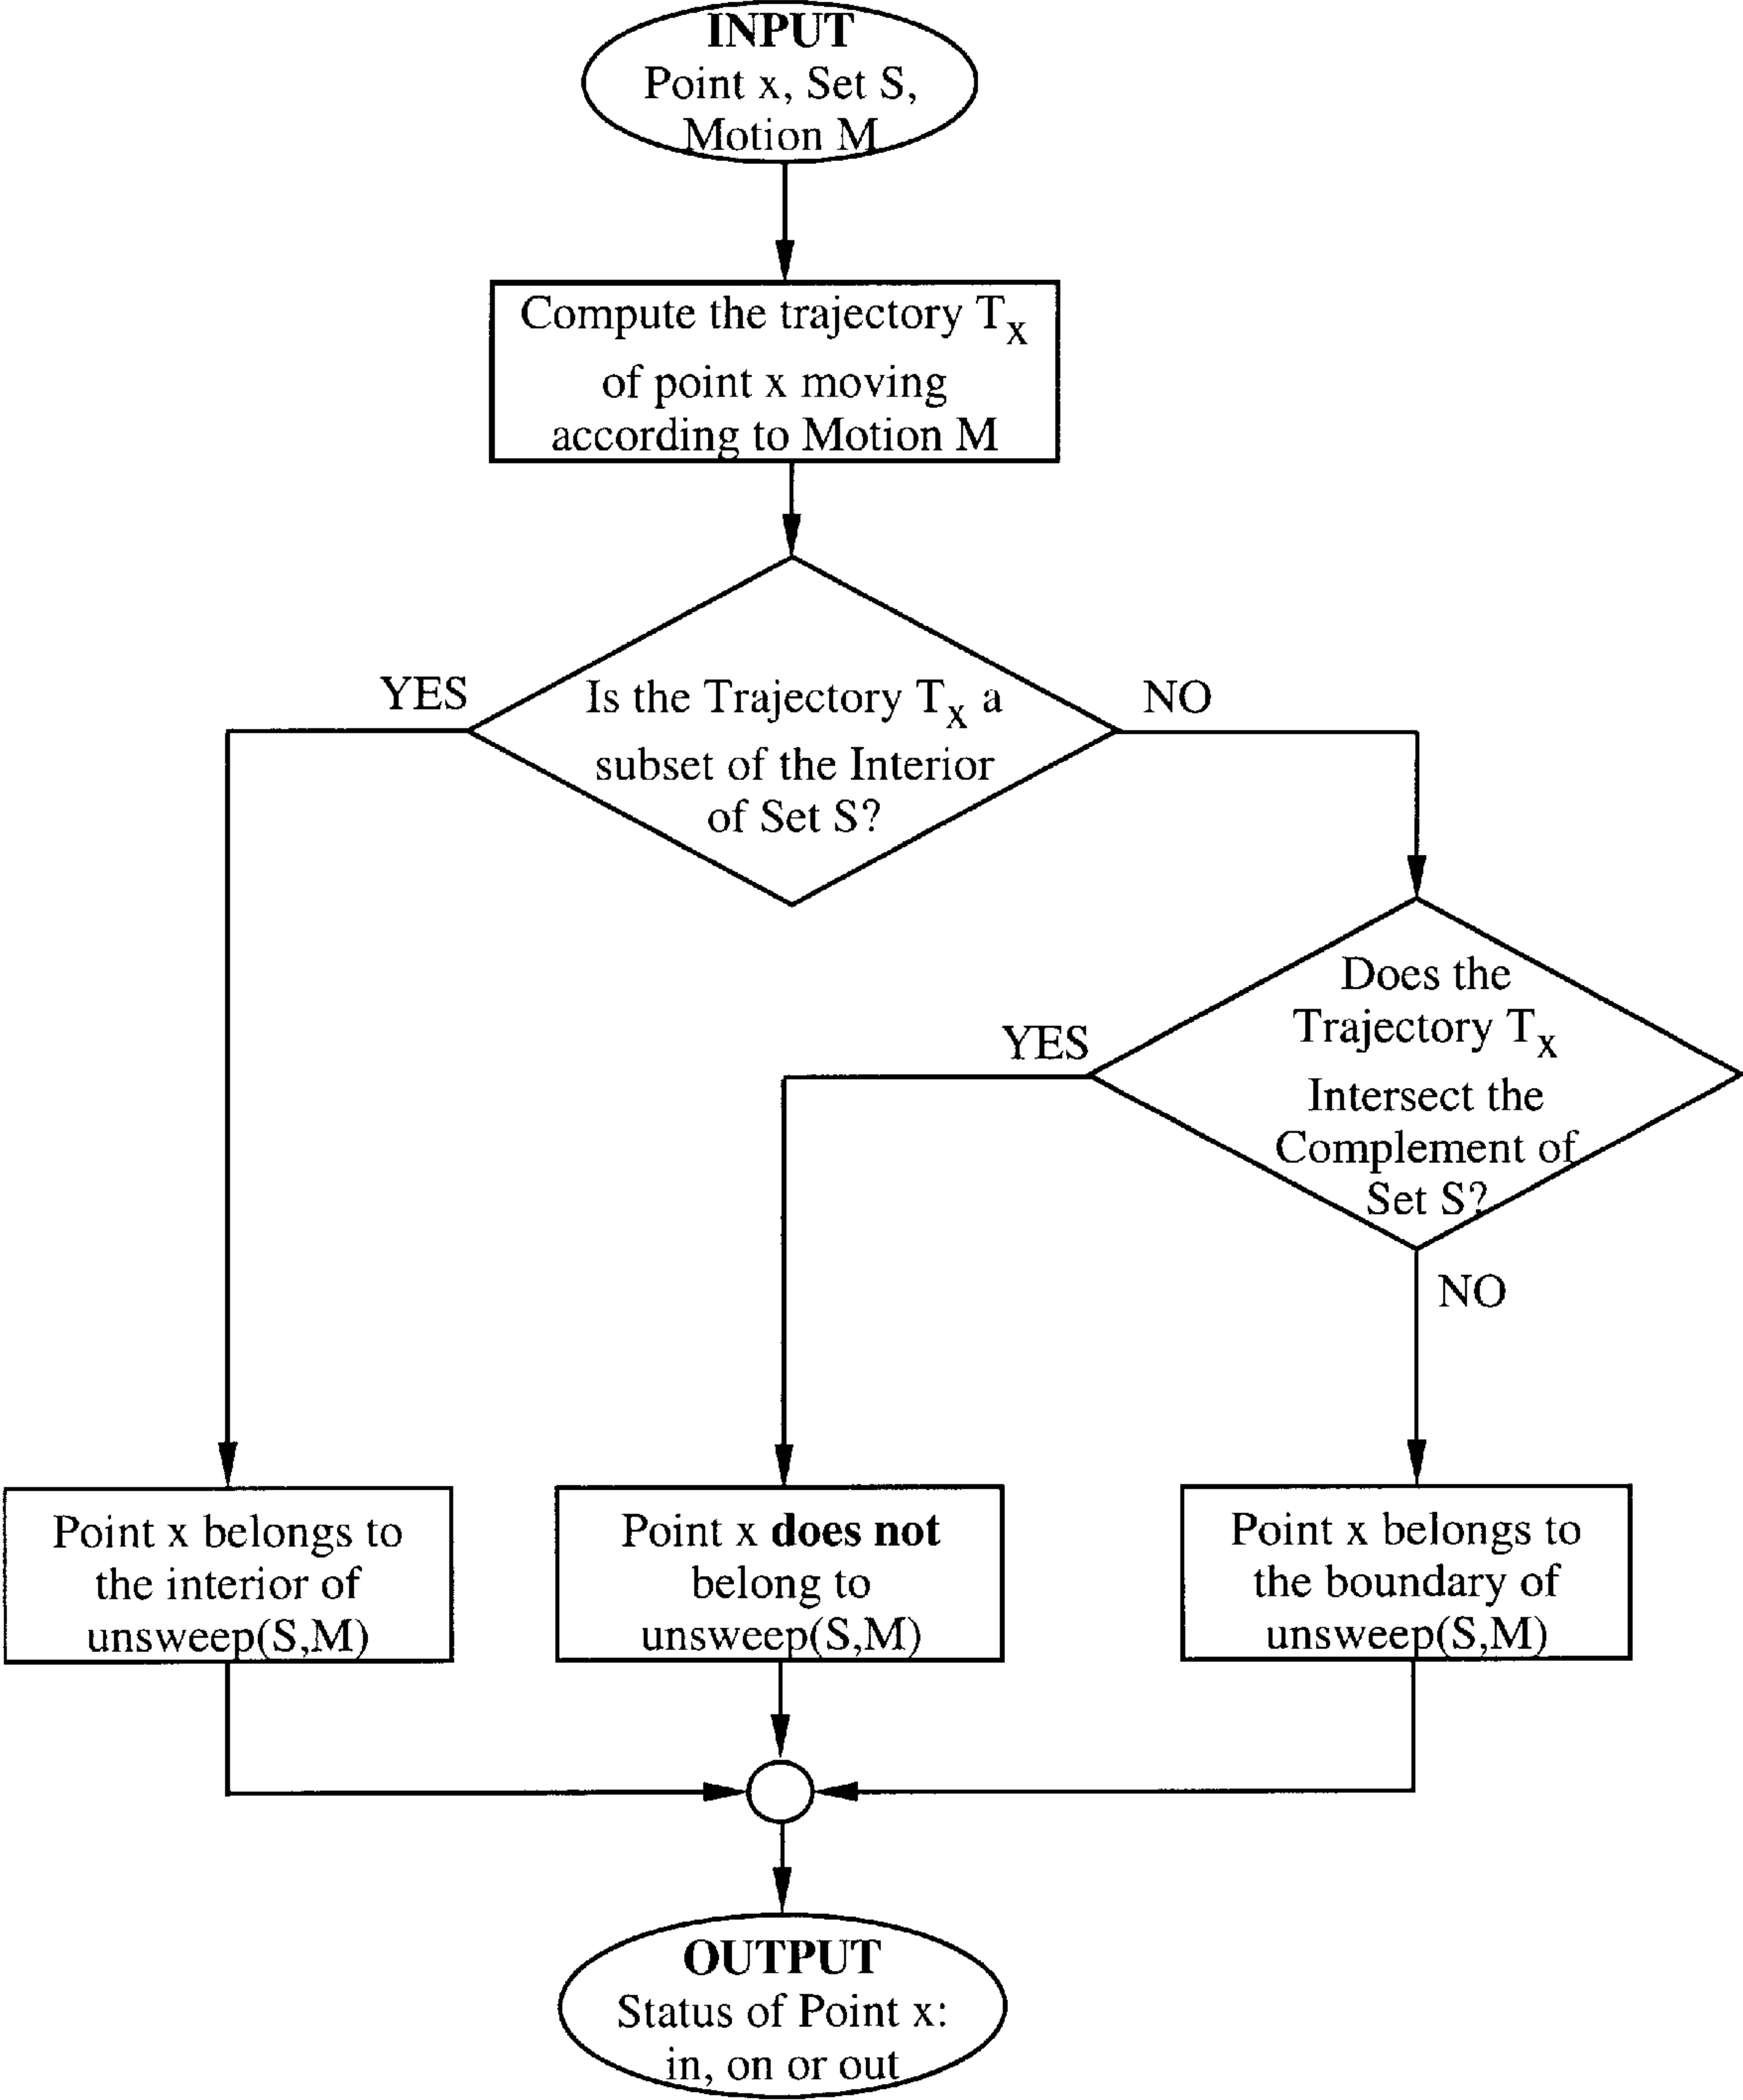 INPUT
Point x, Set S,
Motion M
Compute the trajectory Tx
of point x moving
according to Motion M
YES
Is the Trajectory Tx a
subset of the Interior
of Set S?
NO
Does the
Trajectory Tx
Intersect the
Complement of
Set S?
YES
NO
Point x belongs to
the interior of
unsweep(S,M)
Point x does not
belong to
unsweep(S,M)
Point x belongs to
the boundary of
unsweep(S,M)
OUTPUT
Status of Point x:
in, on or out